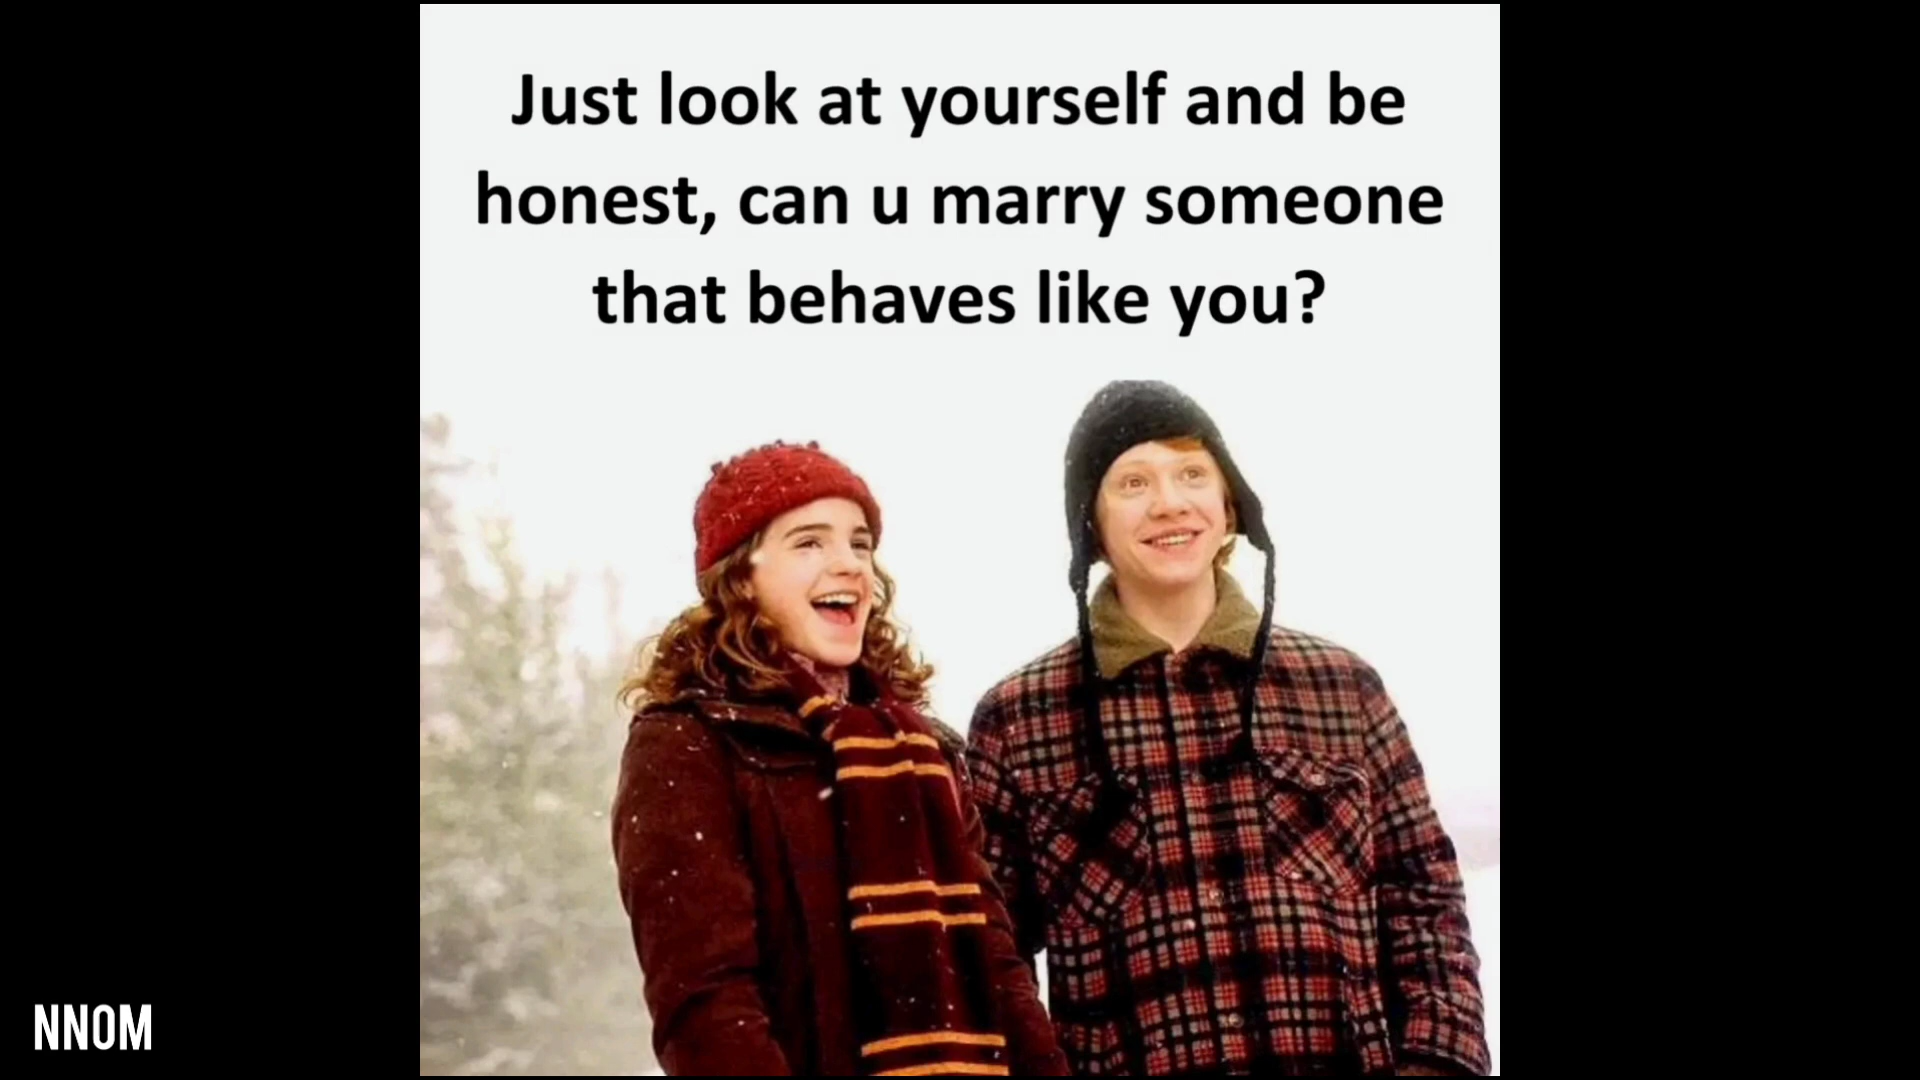 Just look at yourself and be
honest, can u marry someone
that behaves like you?
NNOM